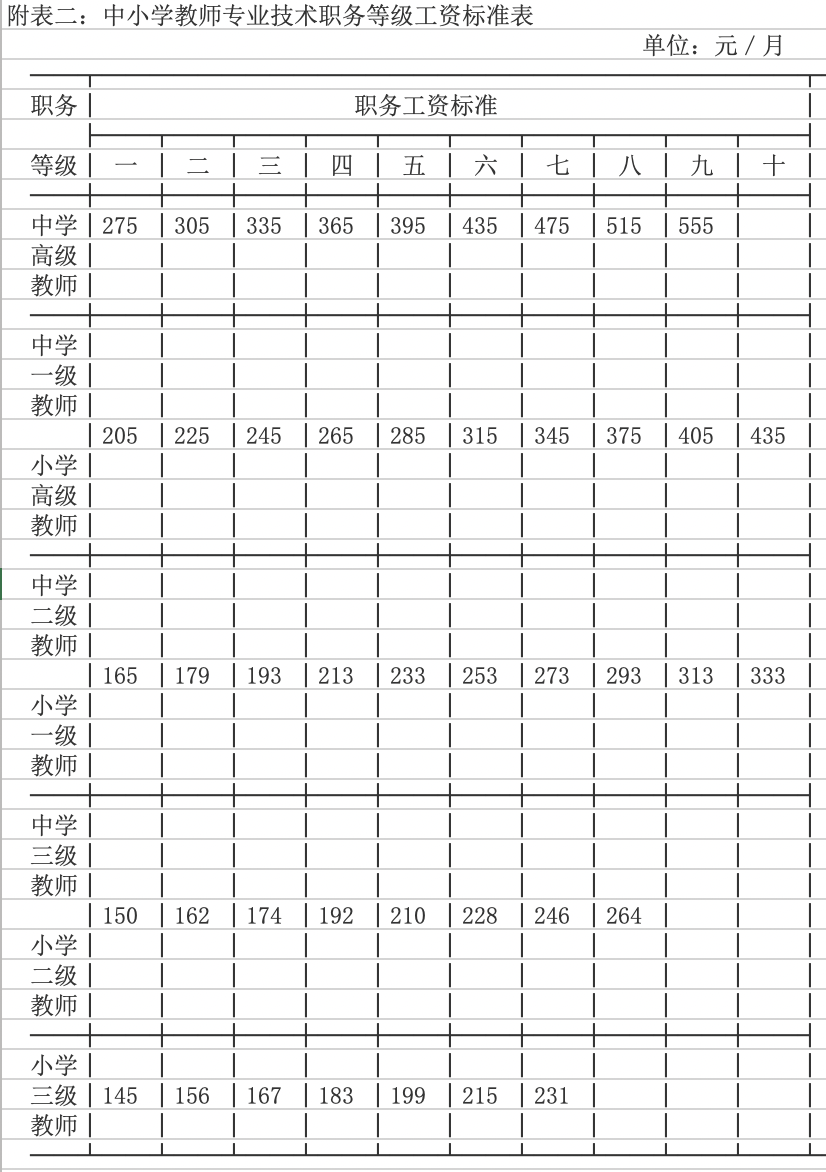 附表二：中小学教师专业技术职务等级工资标准表
单位：元／月
职务 职务工资标准
等级 一 二 三 四 五 六 七 八 九 十
中学 275 305 335 365 395 435 475 515 555
高级
教师
中学
一级
教师
205 225 245 265 285 315 345 375 405 435
小学
高级
教师
中学
二级
教师
165 179 193 213 233 253 273 293 313 333
小学
一级
教师
中学
三级
教师
150 162 174 192 210 228 246 264
小学
二级
教师
小学
三级 145 156 167 183 199 215 231
教师